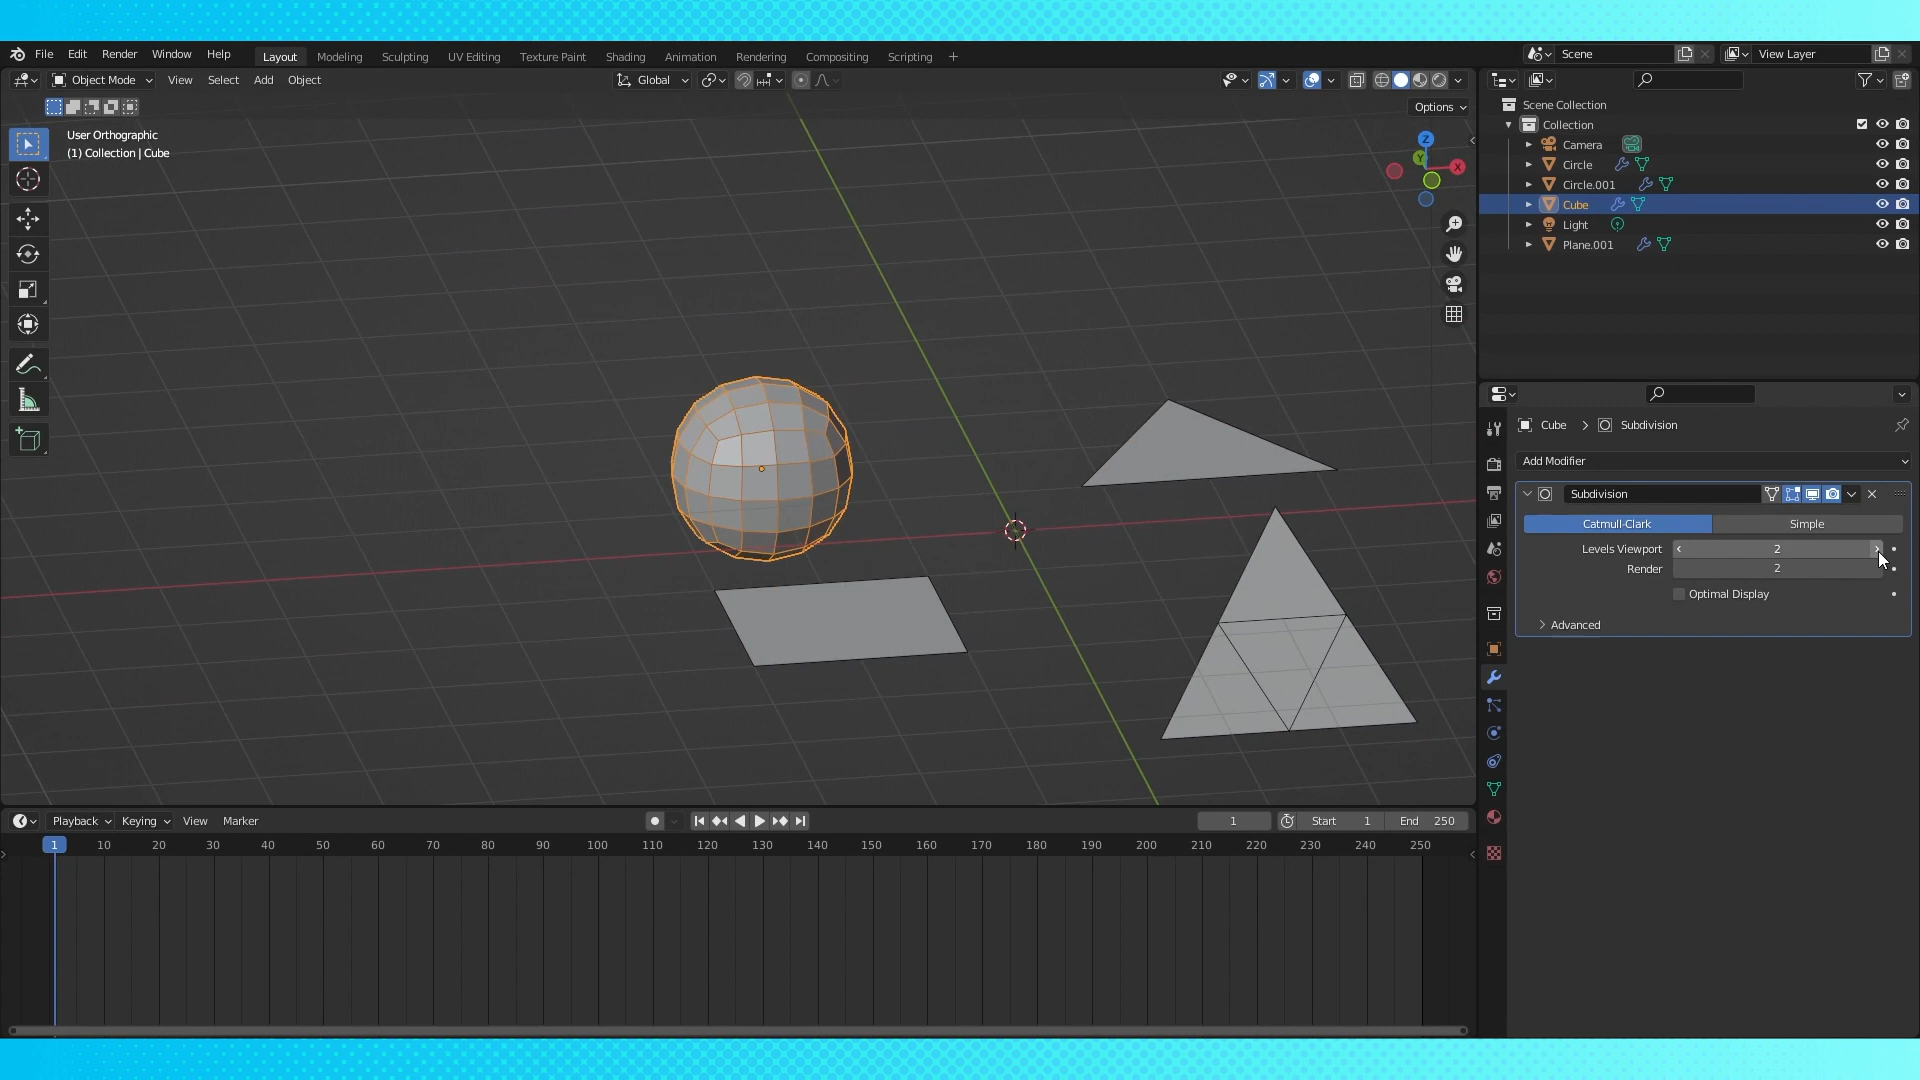 File Edit Render Window Help Layout Modeling Sculpting UV Editing Texture Paint Shading Animation Rendering Compositing Scripting + Scene View Layer
Object Mode View Select Add Object Global
Options
User Orthographic
(1) Collection | Cube
Z
Y
X
Scene Collection
Collection
Camera
Circle
Circle.001
Cube
Light
Plane.001
Cube > Subdivision
Add Modifier
Subdivision
Catmull-Clark Simple
Levels Viewport 2
Render 2
Optimal Display
Advanced
Playback Keying View Marker 1 Start 1 End 250
1 10 20 30 40 50 60 70 80 90 100 110 120 130 140 150 160 170 180 190 200 210 220 230 240 250